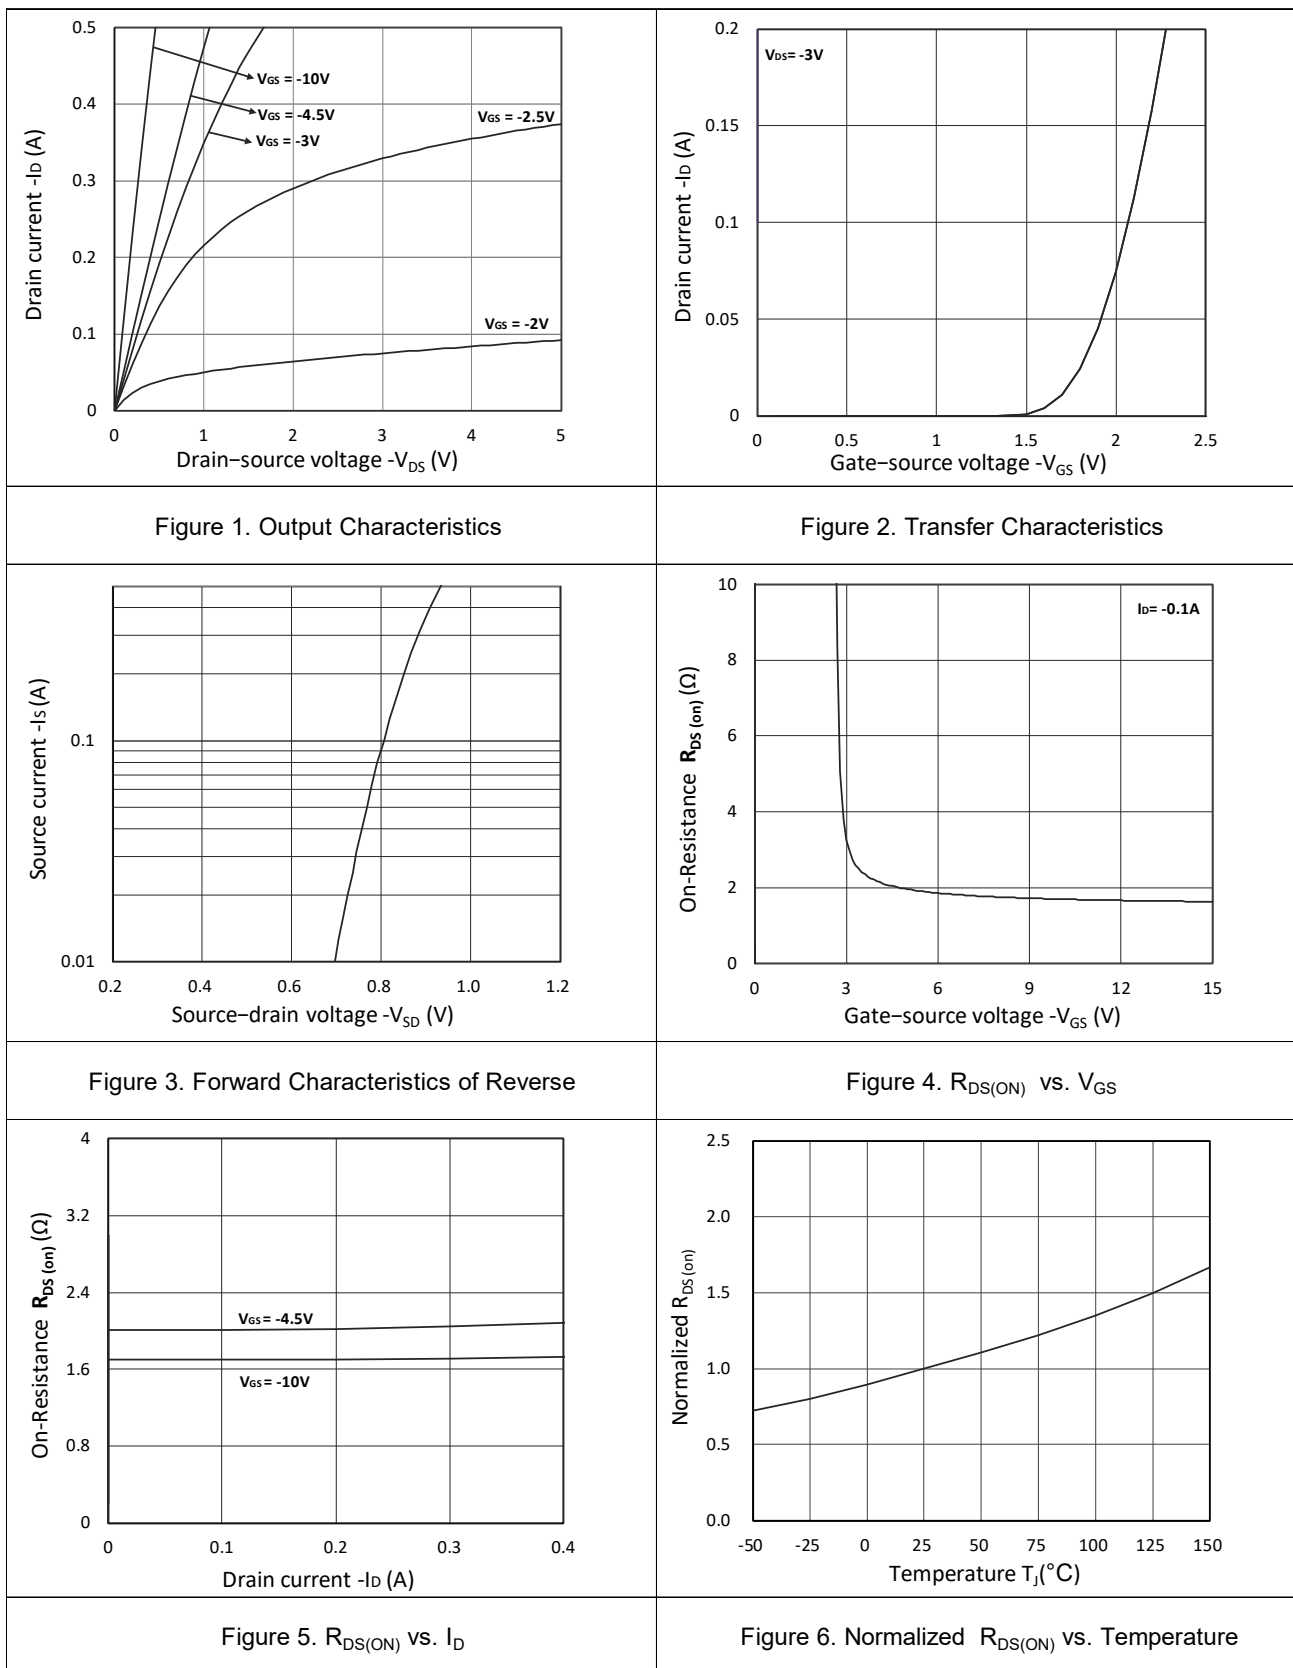 0.5
0.4
0.3
0.2
0.1
0
Drain current -ID (A)
VGS = -10V
VGS = -4.5V
VGS = -3V
VGS = -2.5V
VGS = -2V
0 1 2 3 4 5
Drain−source voltage -VDS (V)
Figure 1. Output Characteristics
0.2
0.15
0.1
0.05
0
Drain current -ID (A)
VDS= -3V
0 0.5 1 1.5 2 2.5
Gate−source voltage -VGS (V)
Figure 2. Transfer Characteristics
0.1
0.01
Source current -IS (A)
0.2 0.4 0.6 0.8 1.0 1.2
Source−drain voltage -VSD (V)
Figure 3. Forward Characteristics of Reverse
10
8
6
4
2
0
On-Resistance RDS (on) (Ω)
ID= -0.1A
0 3 6 9 12 15
Gate−source voltage -VGS (V)
Figure 4. RDS(ON) vs. VGS
4
3.2
2.4
1.6
0.8
0
On-Resistance RDS (on) (Ω)
VGS= -4.5V
VGS= -10V
0 0.1 0.2 0.3 0.4
Drain current -ID (A)
Figure 5. RDS(ON) vs. ID
2.5
2.0
1.5
1.0
0.5
0.0
Normalized RDS (on)
-50 -25 0 25 50 75 100 125 150
Temperature TJ(°C)
Figure 6. Normalized RDS(ON) vs. Temperature